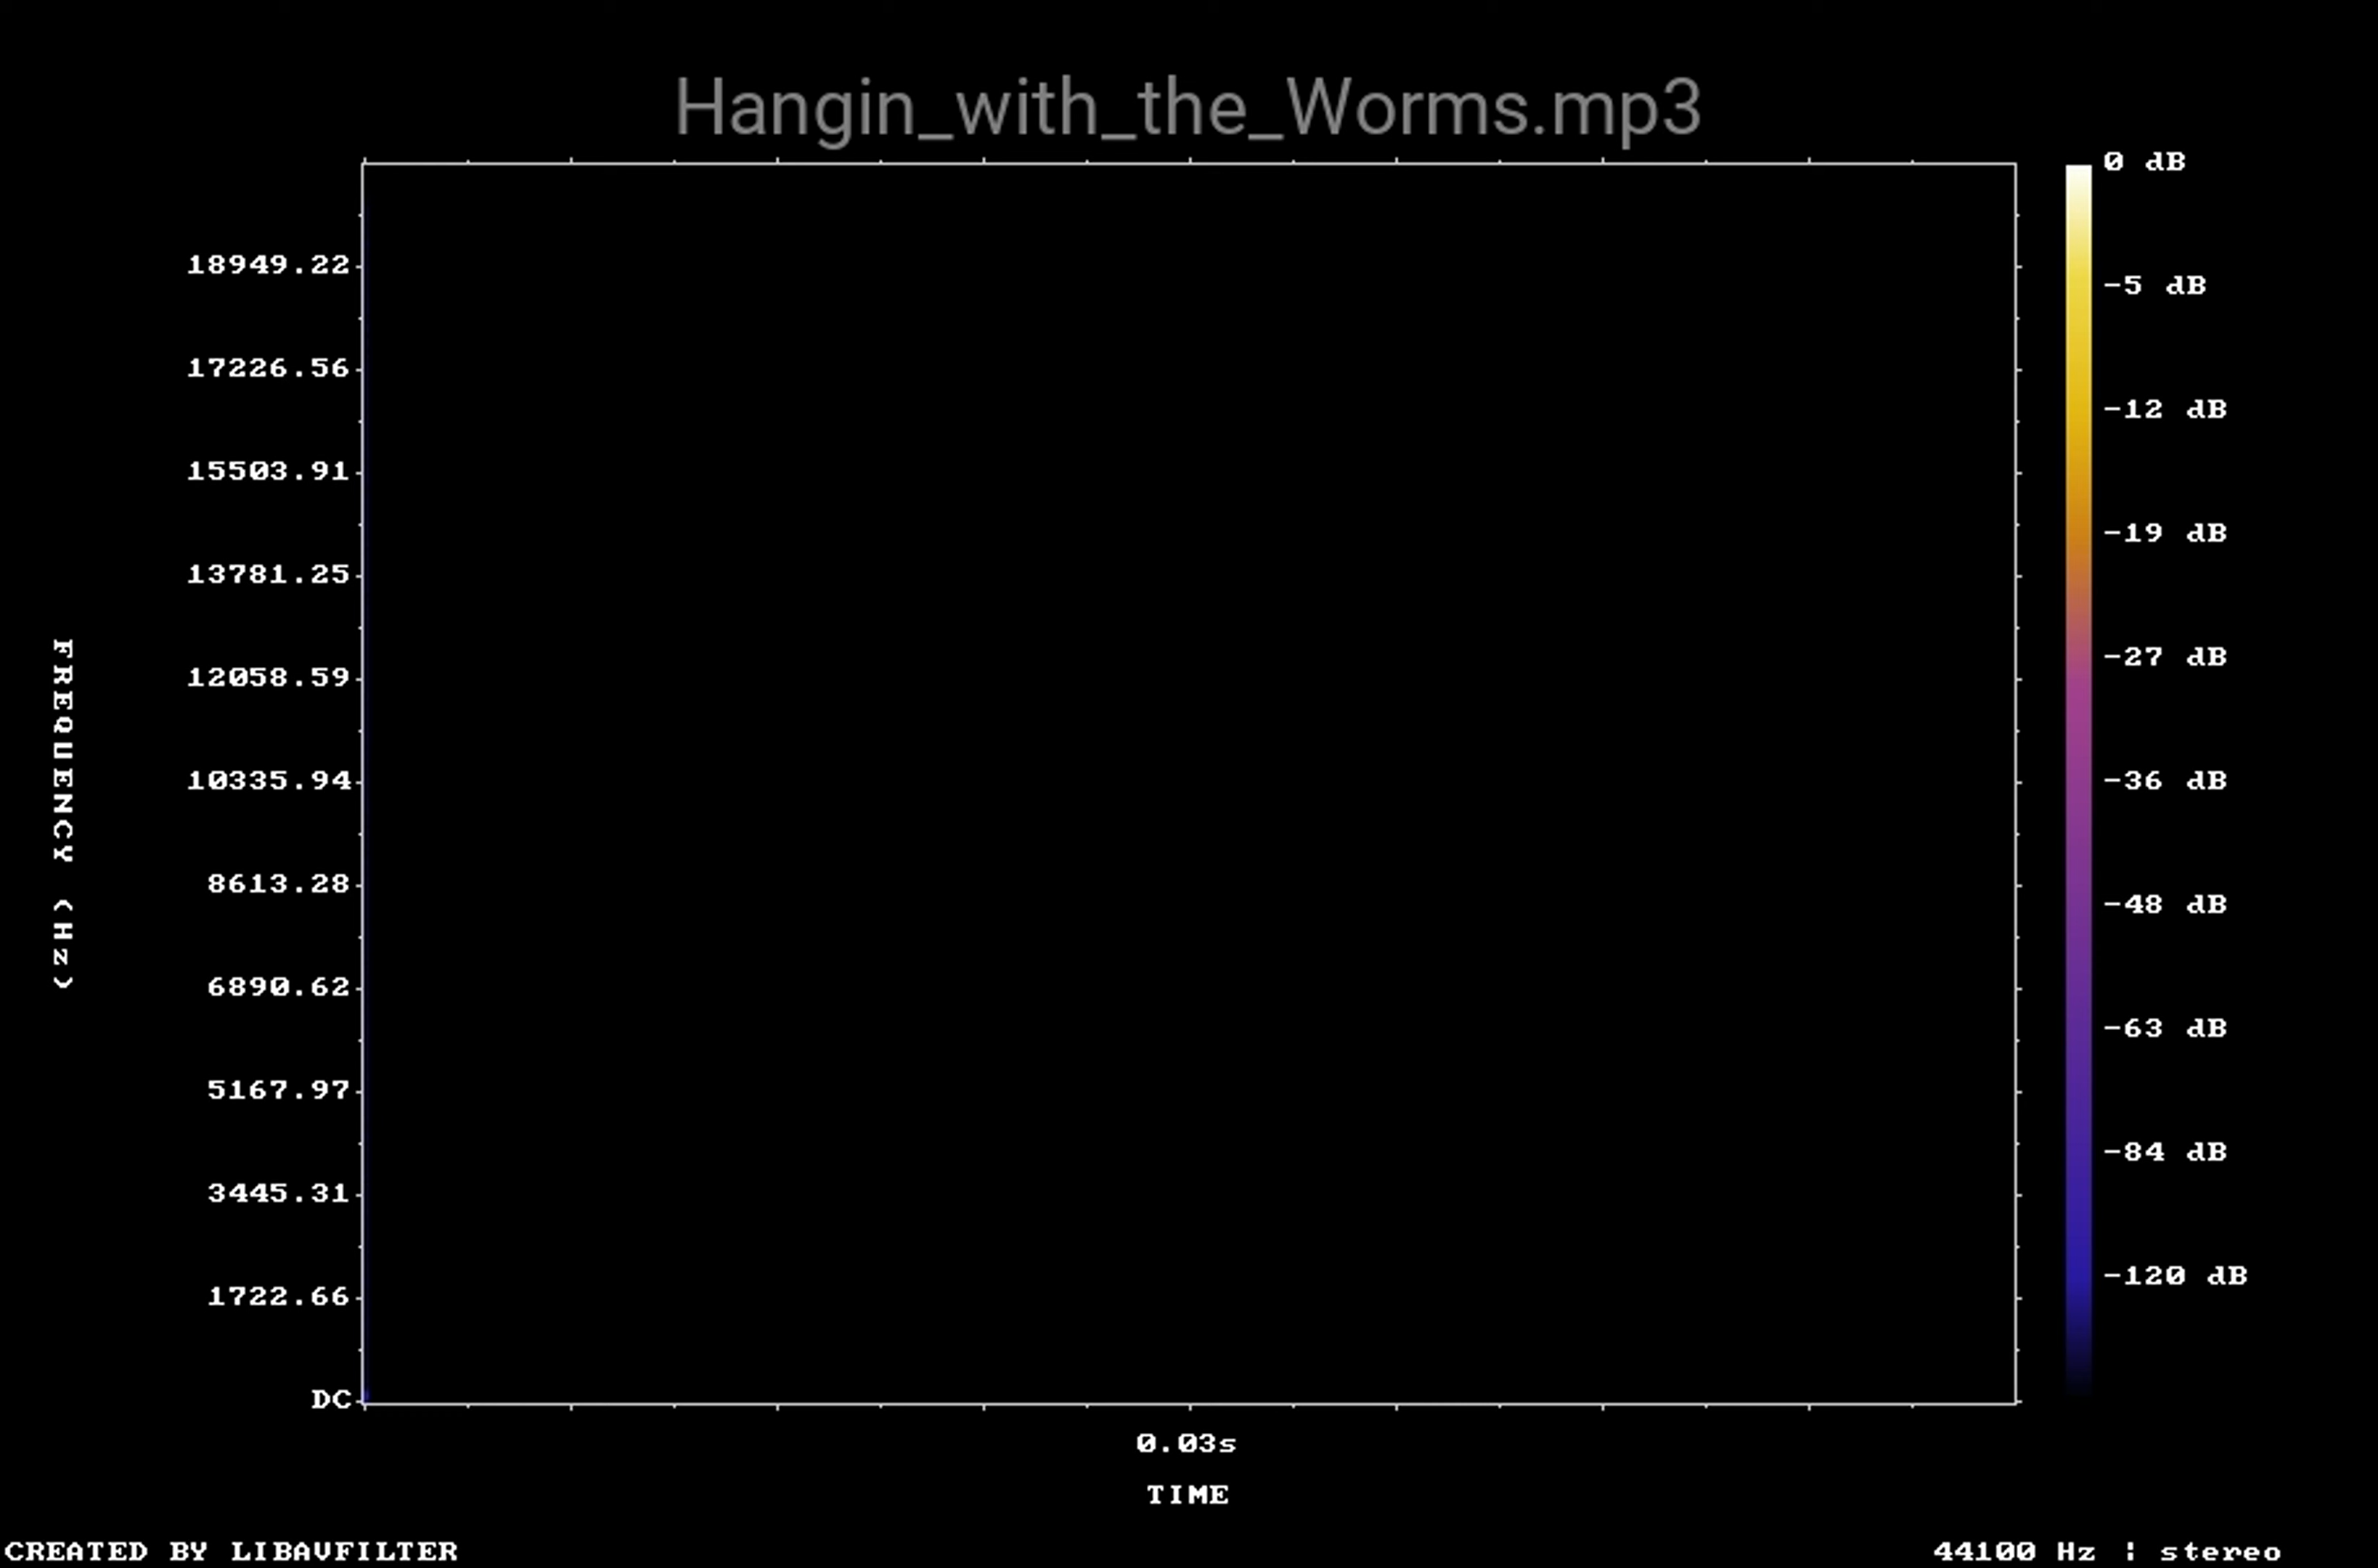 Hangin_with_the_Worms.mp3
0 dB
18949.22
-5 dB
17226.56
-12 dB
15503.91
-19 dB
13781.25
-27 dB
12058.59
-36 dB
10335.94
-48 dB
8613.28
-63 dB
6890.62
-84 dB
5167.97
-120 dB
3445.31
1722.66
DC
FREQUENCY (Hz)
0.03s
TIME
CREATED BY LIBAVFILTER
44100 Hz | stereo